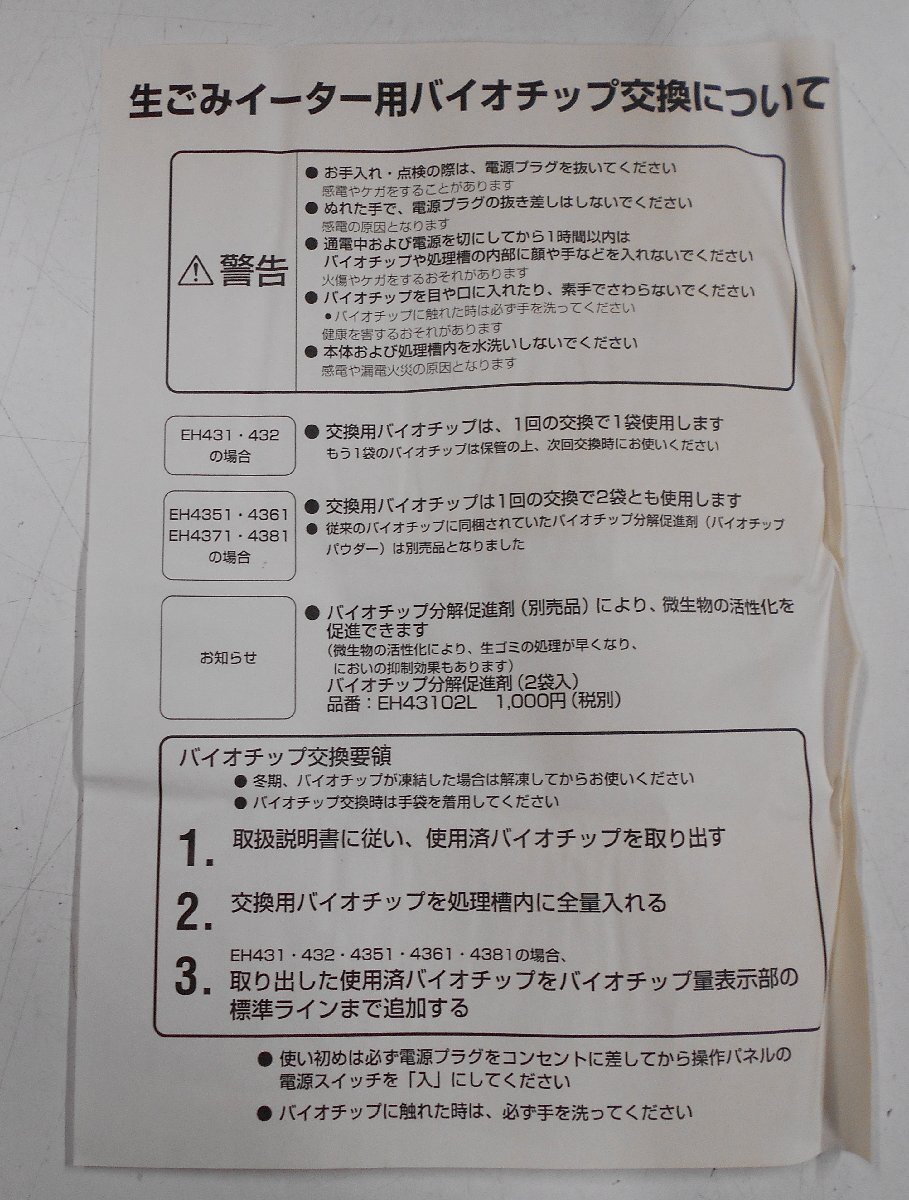 生ごみイーター用バイオチップ交換について
⚠警告
● お手入れ・点検の際は、電源プラグを抜いてください
感電やケガをすることがあります
● ぬれた手で、電源プラグの抜き差しはしないでください
感電の原因となります
● 通電中および電源を切にしてから1時間以内は
バイオチップや処理槽の内部に顔や手などを入れないでください
火傷やケガをするおそれがあります
● バイオチップを目や口に入れたり、素手でさわらないでください
• バイオチップに触れた時は必ず手を洗ってください
健康を害するおそれがあります
● 本体および処理槽内を水洗いしないでください
感電や漏電火災の原因となります
EH431・432
の場合
● 交換用バイオチップは、1回の交換で1袋使用します
もう1袋のバイオチップは保管の上、次回交換時にお使いください
EH4351・4361
EH4371・4381
の場合
● 交換用バイオチップは1回の交換で2袋とも使用します
● 従来のバイオチップに同梱されていたバイオチップ分解促進剤（バイオチップ
パウダー）は別売品となりました
お知らせ
● バイオチップ分解促進剤（別売品）により、微生物の活性化を
促進できます
（微生物の活性化により、生ゴミの処理が早くなり、
においの抑制効果もあります）
バイオチップ分解促進剤（2袋入）
品番：EH43102L 1,000円（税別）
バイオチップ交換要領
● 冬期、バイオチップが凍結した場合は解凍してからお使いください
● バイオチップ交換時は手袋を着用してください
1. 取扱説明書に従い、使用済バイオチップを取り出す
2. 交換用バイオチップを処理槽内に全量入れる
EH431・432・4351・4361・4381の場合、
3. 取り出した使用済バイオチップをバイオチップ量表示部の
標準ラインまで追加する
● 使い初めは必ず電源プラグをコンセントに差してから操作パネルの
電源スイッチを「入」にしてください
● バイオチップに触れた時は、必ず手を洗ってください